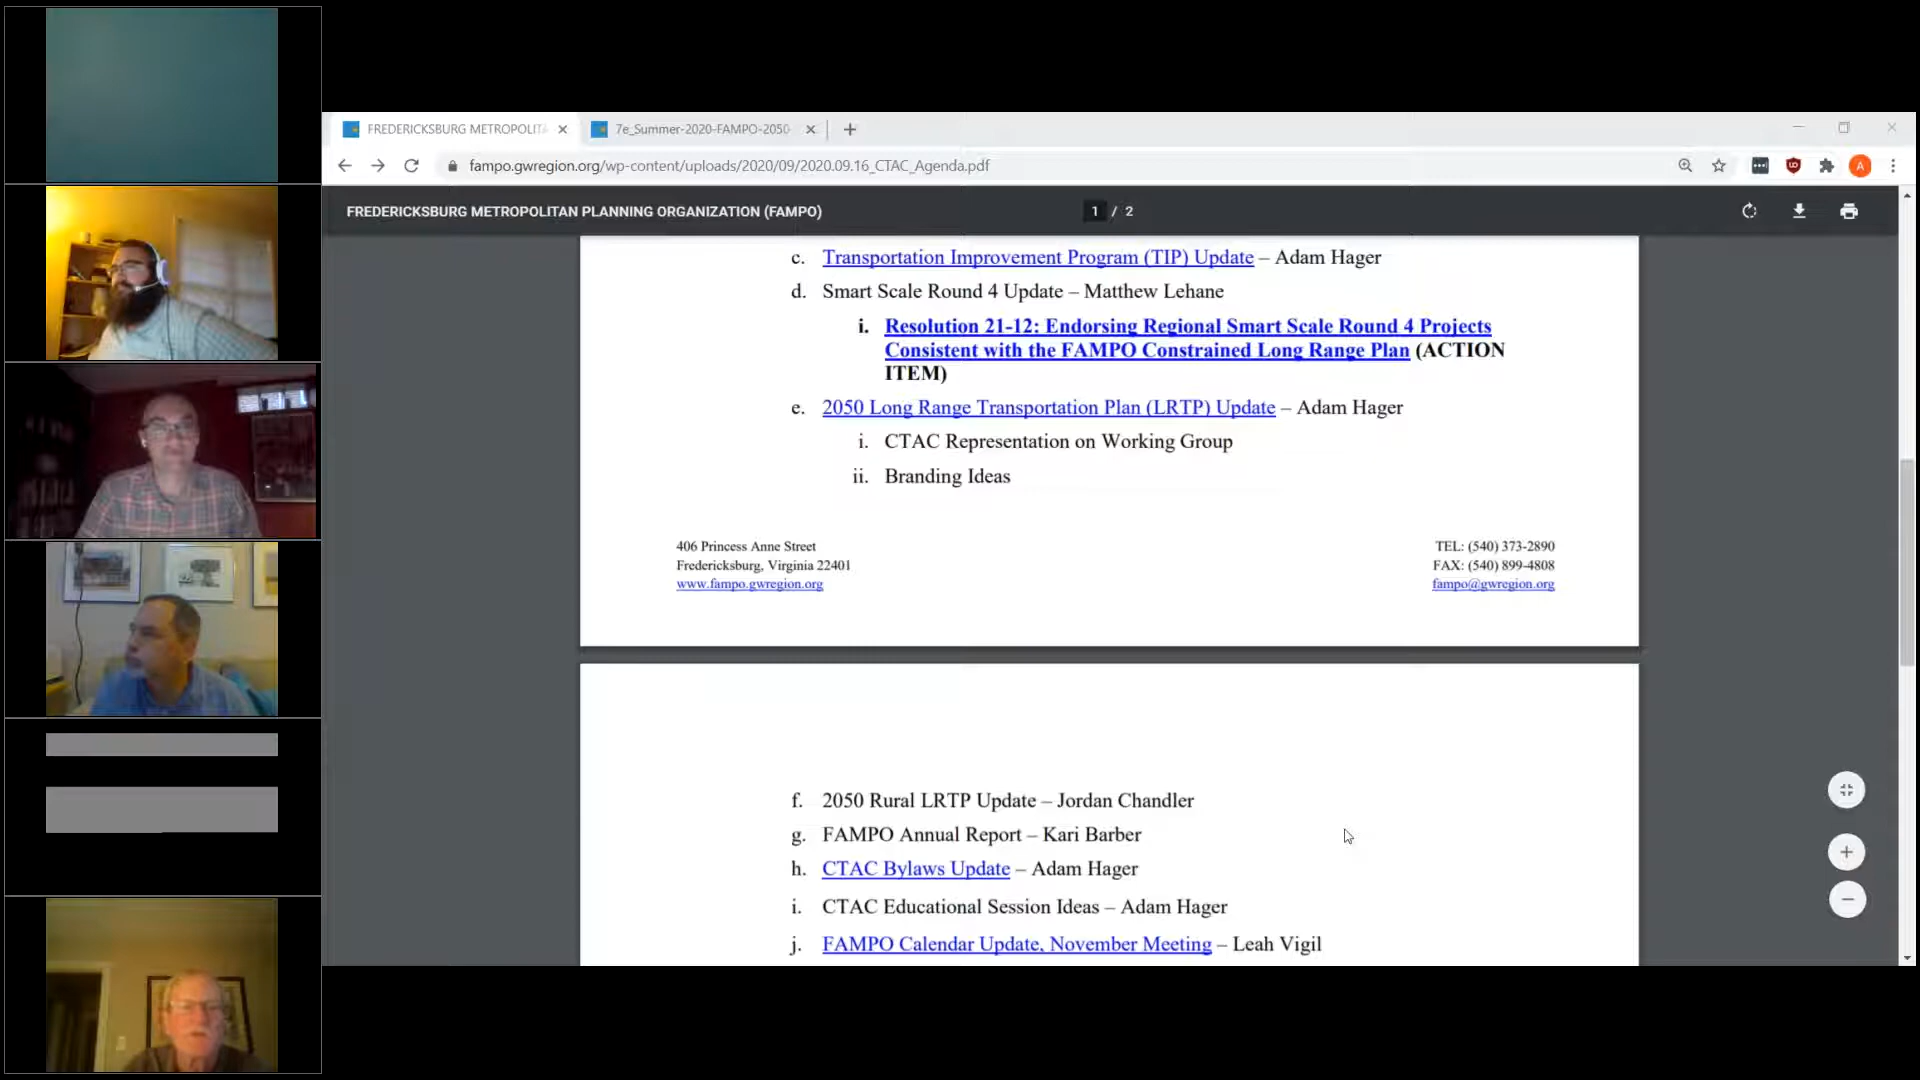 FREDERICKSBURG METROPOLITA
7e_Summer-2020-FAMPO-2050-
fampo.gwregion.org/wp-content/uploads/2020/09/2020.09.16_CTAC_Agenda.pdf
A
FREDERICKSBURG METROPOLITAN PLANNING ORGANIZATION (FAMPO)
1 / 2
c. Transportation Improvement Program (TIP) Update – Adam Hager
d. Smart Scale Round 4 Update – Matthew Lehane
i. Resolution 21-12: Endorsing Regional Smart Scale Round 4 Projects
Consistent with the FAMPO Constrained Long Range Plan (ACTION
ITEM)
e. 2050 Long Range Transportation Plan (LRTP) Update – Adam Hager
i. CTAC Representation on Working Group
ii. Branding Ideas
406 Princess Anne Street
Fredericksburg, Virginia 22401
www.fampo.gwregion.org
TEL: (540) 373-2890
FAX: (540) 899-4808
fampo@gwregion.org
f. 2050 Rural LRTP Update – Jordan Chandler
g. FAMPO Annual Report – Kari Barber
h. CTAC Bylaws Update – Adam Hager
i. CTAC Educational Session Ideas – Adam Hager
j. FAMPO Calendar Update, November Meeting – Leah Vigil